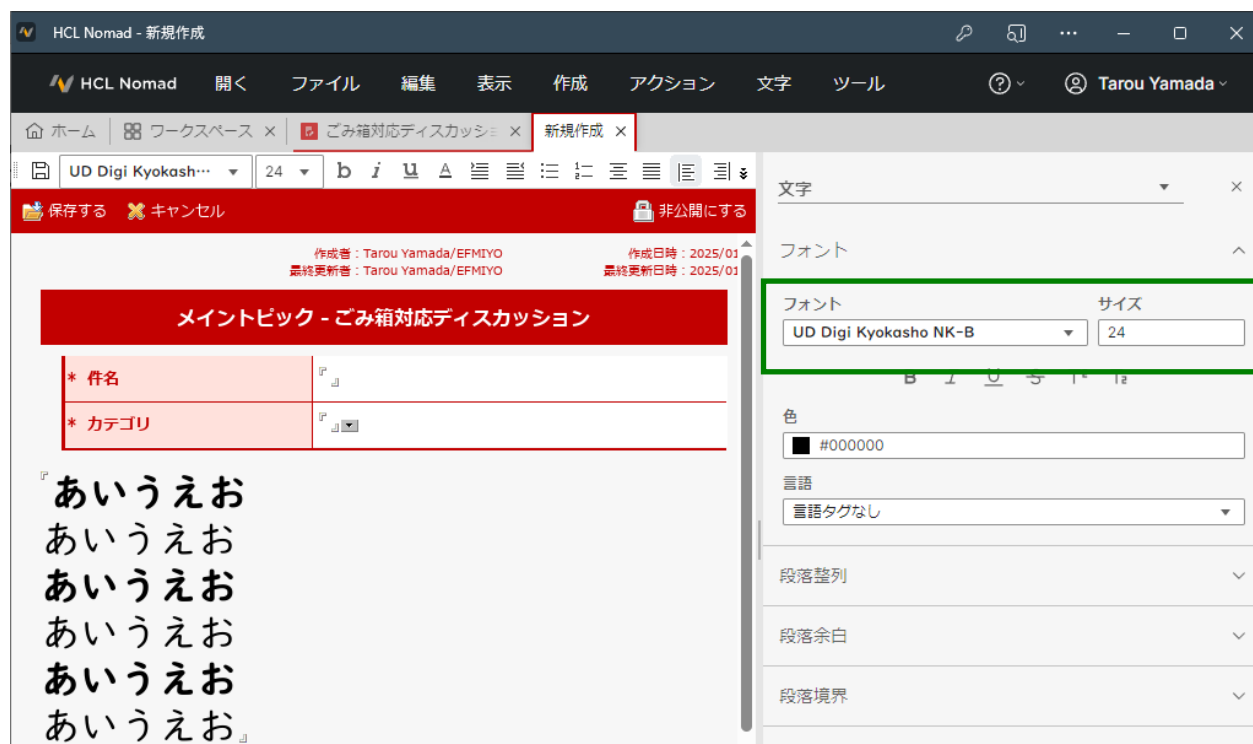 HCL Nomad - 新規作成
HCL Nomad 開く ファイル 編集 表示 作成 アクション 文字 ツール Tarou Yamada
ホーム ワークスペース ごみ箱対応ディスカッシ 新規作成
UD Digi Kyokash… 24 b i u A
保存する キャンセル 非公開にする
作成者：Tarou Yamada/EFMIYO 作成日時：2025/01
最終更新者：Tarou Yamada/EFMIYO 最終更新日時：2025/01
メイントピック - ごみ箱対応ディスカッション
* 件名 『 』
* カテゴリ 『 』
『あいうえお
あいうえお
あいうえお
あいうえお
あいうえお
あいうえお』
文字
フォント
フォント サイズ
UD Digi Kyokasho NK-B 24
B I U S
色
#000000
言語
言語タグなし
段落整列
段落余白
段落境界